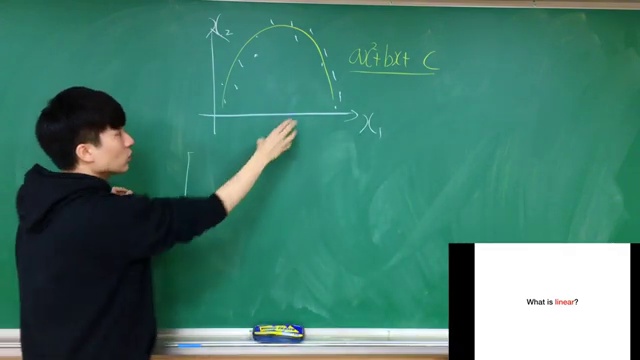 x₂
ax²+bx+ c
x₁
What is linear?